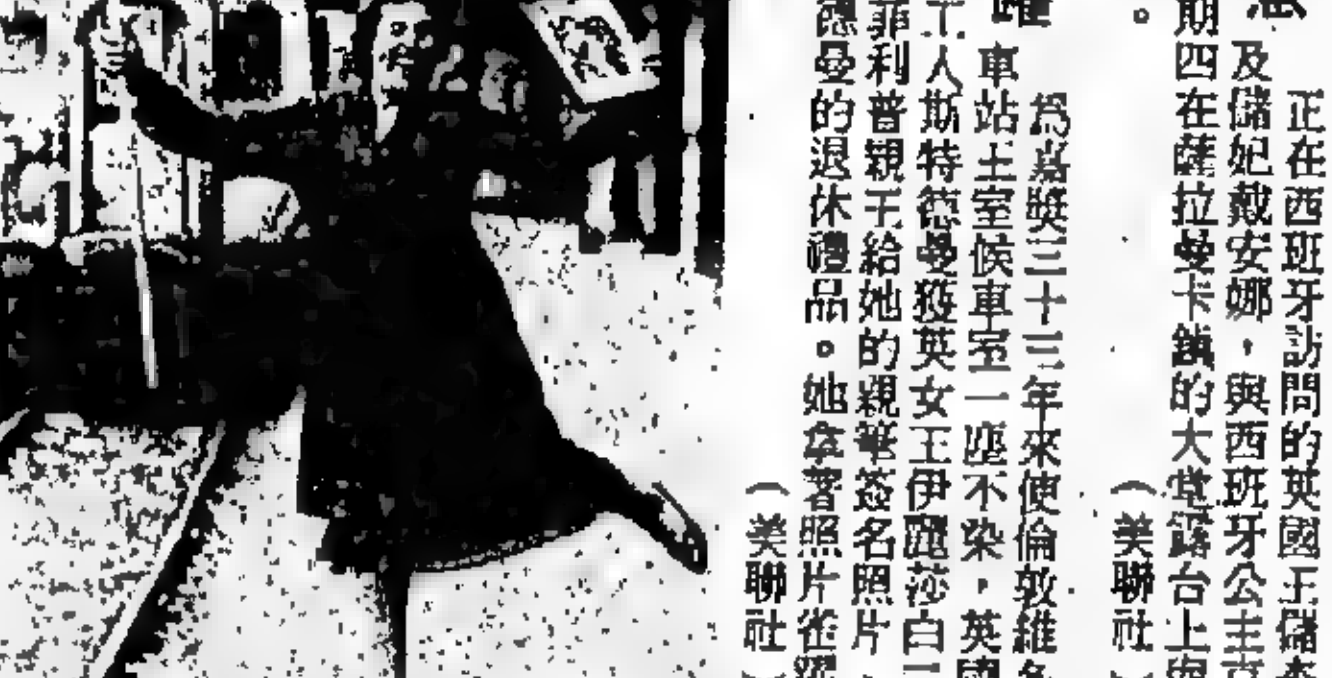 正在西班牙訪問的英國王儲
及儲妃戴安娜，與西班牙公主
期四在薩拉曼卡鎮的大堂露台上
。
（美聯社
為嘉獎三十三年來使倫敦維
車站王室候車室一塵不染，英國
工人斯特德曼獲英女王伊麗莎白二
菲利普親王給她的親筆簽名照片
德曼的退休禮品。她拿著照片雀躍
（美聯社